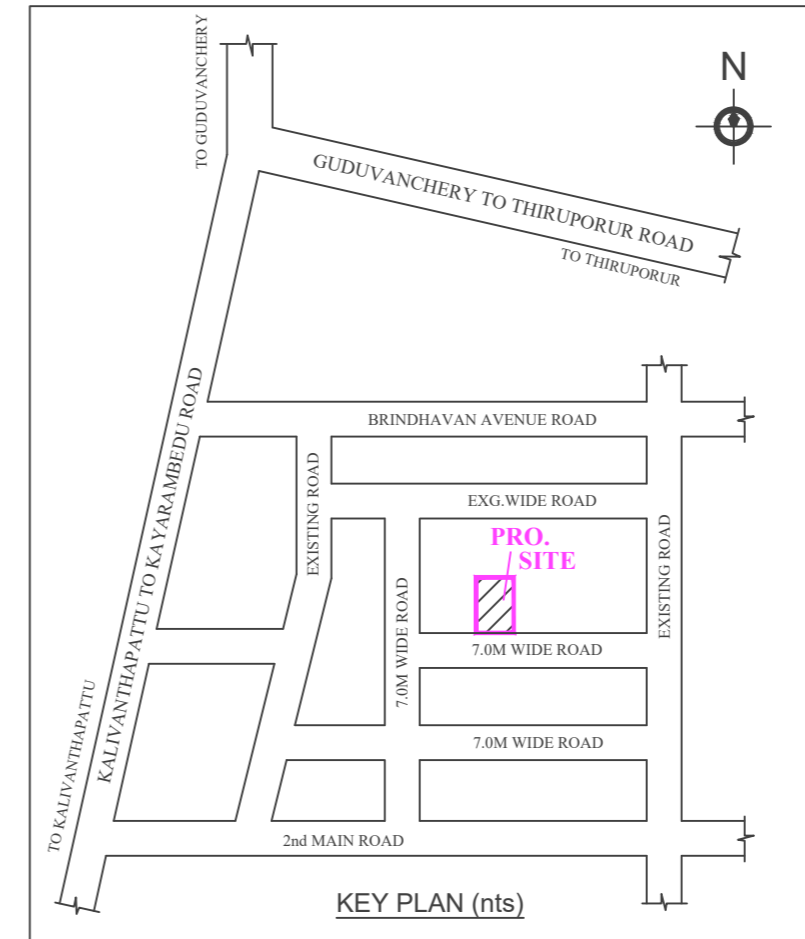 N
TO GUDUVANCHERY
GUDUVANCHERY TO THIRUPORUR ROAD
TO THIRUPORUR
KALIVANTHAPATTU TO KAYARAMBEDU ROAD
BRINDHAVAN AVENUE ROAD
EXISTING ROAD
EXG.WIDE ROAD
PRO.
SITE
EXISTING ROAD
7.0M WIDE ROAD
7.0M WIDE ROAD
7.0M WIDE ROAD
TO KALIVANTHAPATTU
2nd MAIN ROAD
KEY PLAN (nts)